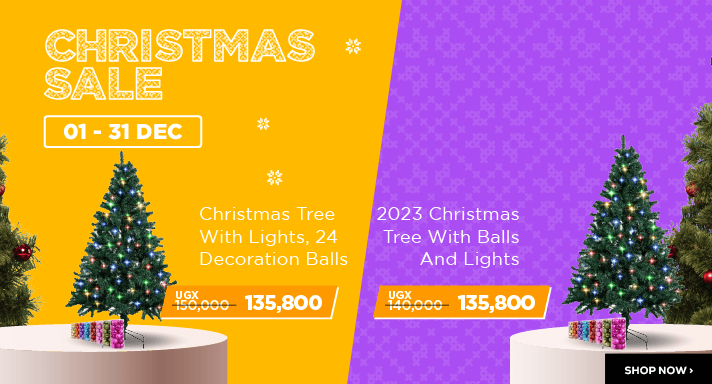 CHRISTMAS
SALE
01 - 31 DEC
Christmas Tree
With Lights, 24
Decoration Balls
UGX
150,000 135,800
2023 Christmas
Tree With Balls
And Lights
UGX
140,000 135,800
SHOP NOW ›